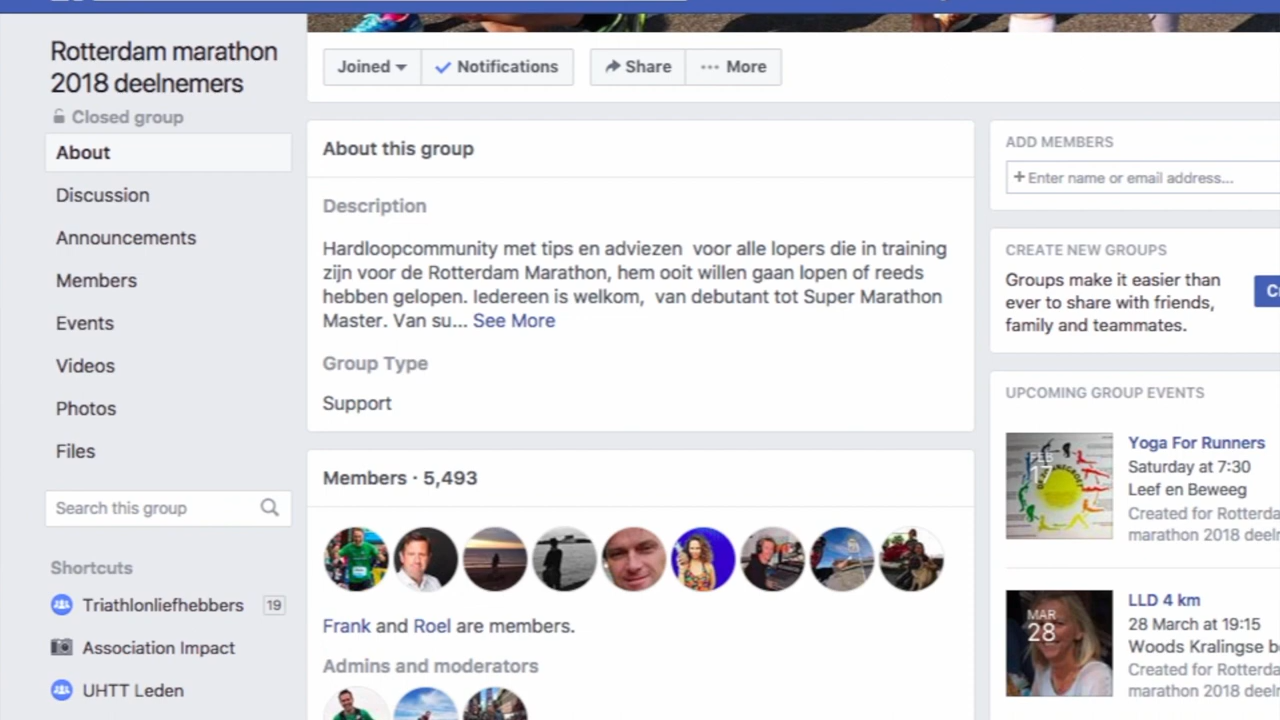 Rotterdam marathon
2018 deelnemers
Closed group
About
Discussion
Announcements
Members
Events
Videos
Photos
Files
Search this group
Shortcuts
Triathlonliefhebbers 19
Association Impact
UHTT Leden
Joined
Notifications
Share
More
About this group
Description
Hardloopcommunity met tips en adviezen voor alle lopers die in training
zijn voor de Rotterdam Marathon, hem ooit willen gaan lopen of reeds
hebben gelopen. Iedereen is welkom, van debutant tot Super Marathon
Master. Van su... See More
Group Type
Support
Members · 5,493
Frank and Roel are members.
Admins and moderators
ADD MEMBERS
+ Enter name or email address...
CREATE NEW GROUPS
Groups make it easier than
ever to share with friends,
family and teammates.
UPCOMING GROUP EVENTS
FEB
17
Yoga For Runners
Saturday at 7:30
Leef en Beweeg
Created for Rotterda
marathon 2018 deeln
MAR
28
LLD 4 km
28 March at 19:15
Woods Kralingse b
Created for Rotterda
marathon 2018 deeln